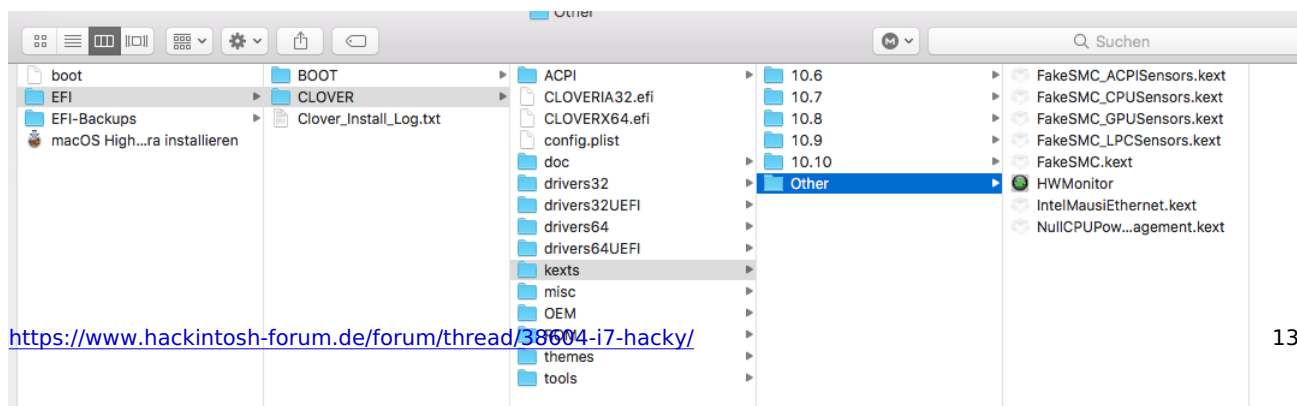 Other
Suchen
boot
EFI
EFI-Backups
macOS High...ra installieren
BOOT
CLOVER
Clover_Install_Log.txt
ACPI
CLOVERIA32.efi
CLOVERX64.efi
config.plist
doc
drivers32
drivers32UEFI
drivers64
drivers64UEFI
kexts
misc
OEM
ROM
themes
tools
10.6
10.7
10.8
10.9
10.10
Other
FakeSMC_ACPISensors.kext
FakeSMC_CPUSensors.kext
FakeSMC_GPUSensors.kext
FakeSMC_LPCSensors.kext
FakeSMC.kext
HWMonitor
IntelMausiEthernet.kext
NullCPUPow...agement.kext
https://www.hackintosh-forum.de/forum/thread/38604-i7-hacky/
13